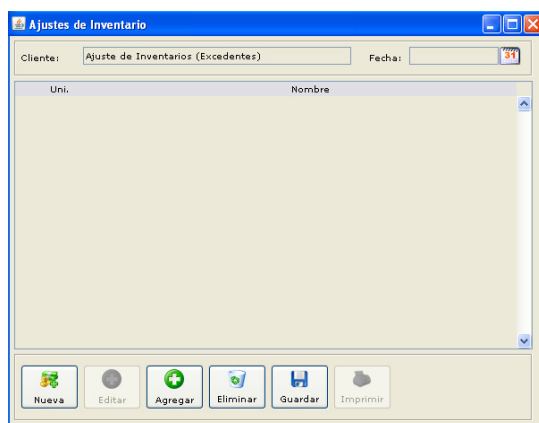 Ajustes de Inventario
Cliente: Ajuste de Inventarios (Excedentes) Fecha: 31
Uni. Nombre
Nueva Editar Agregar Eliminar Guardar Imprimir